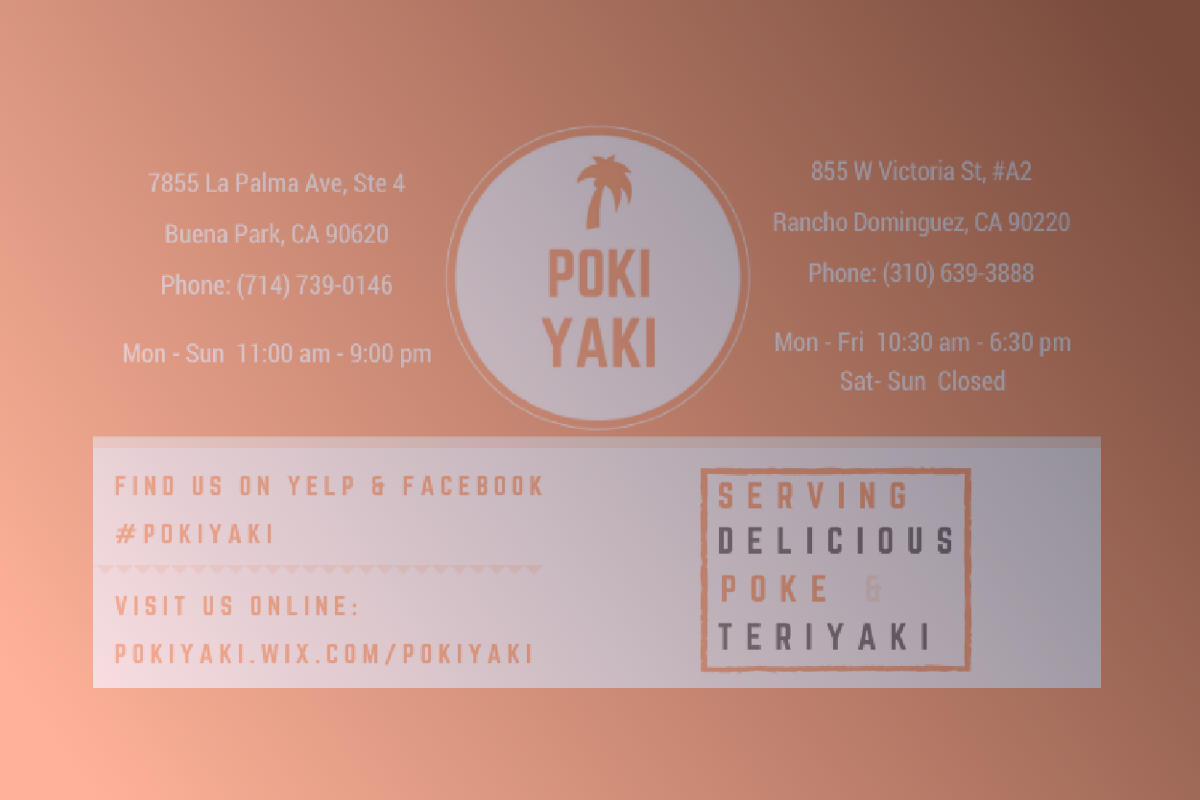 7855 La Palma Ave, Ste 4
Buena Park, CA 90620
Phone: (714) 739-0146
Mon - Sun 11:00 am - 9:00 pm
POKI
YAKI
855 W Victoria St, #A2
Rancho Dominguez, CA 90220
Phone: (310) 639-3888
Mon - Fri 10:30 am - 6:30 pm
Sat- Sun Closed
FIND US ON YELP & FACEBOOK
#POKIYAKI
VISIT US ONLINE:
POKIYAKI.WIX.COM/POKIYAKI
SERVING
DELICIOUS
POKE &
TERIYAKI